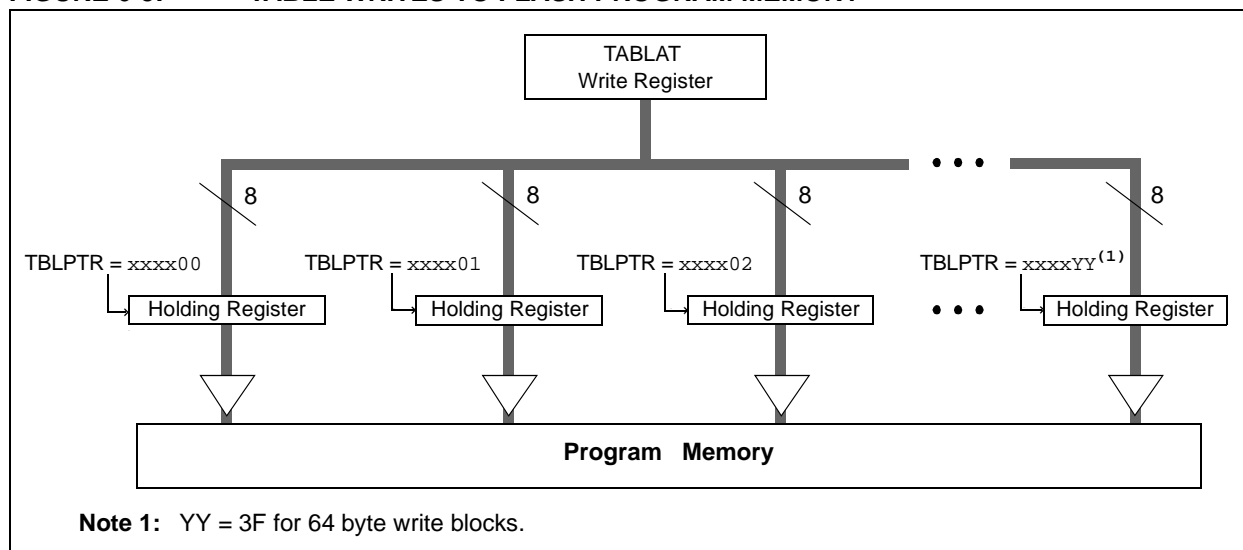 TABLAT
Write Register
8 8 8 8
TBLPTR = xxxx00 TBLPTR = xxxx01 TBLPTR = xxxx02 TBLPTR = xxxxYY(1)
Holding Register Holding Register Holding Register Holding Register
Program Memory
Note 1: YY = 3F for 64 byte write blocks.